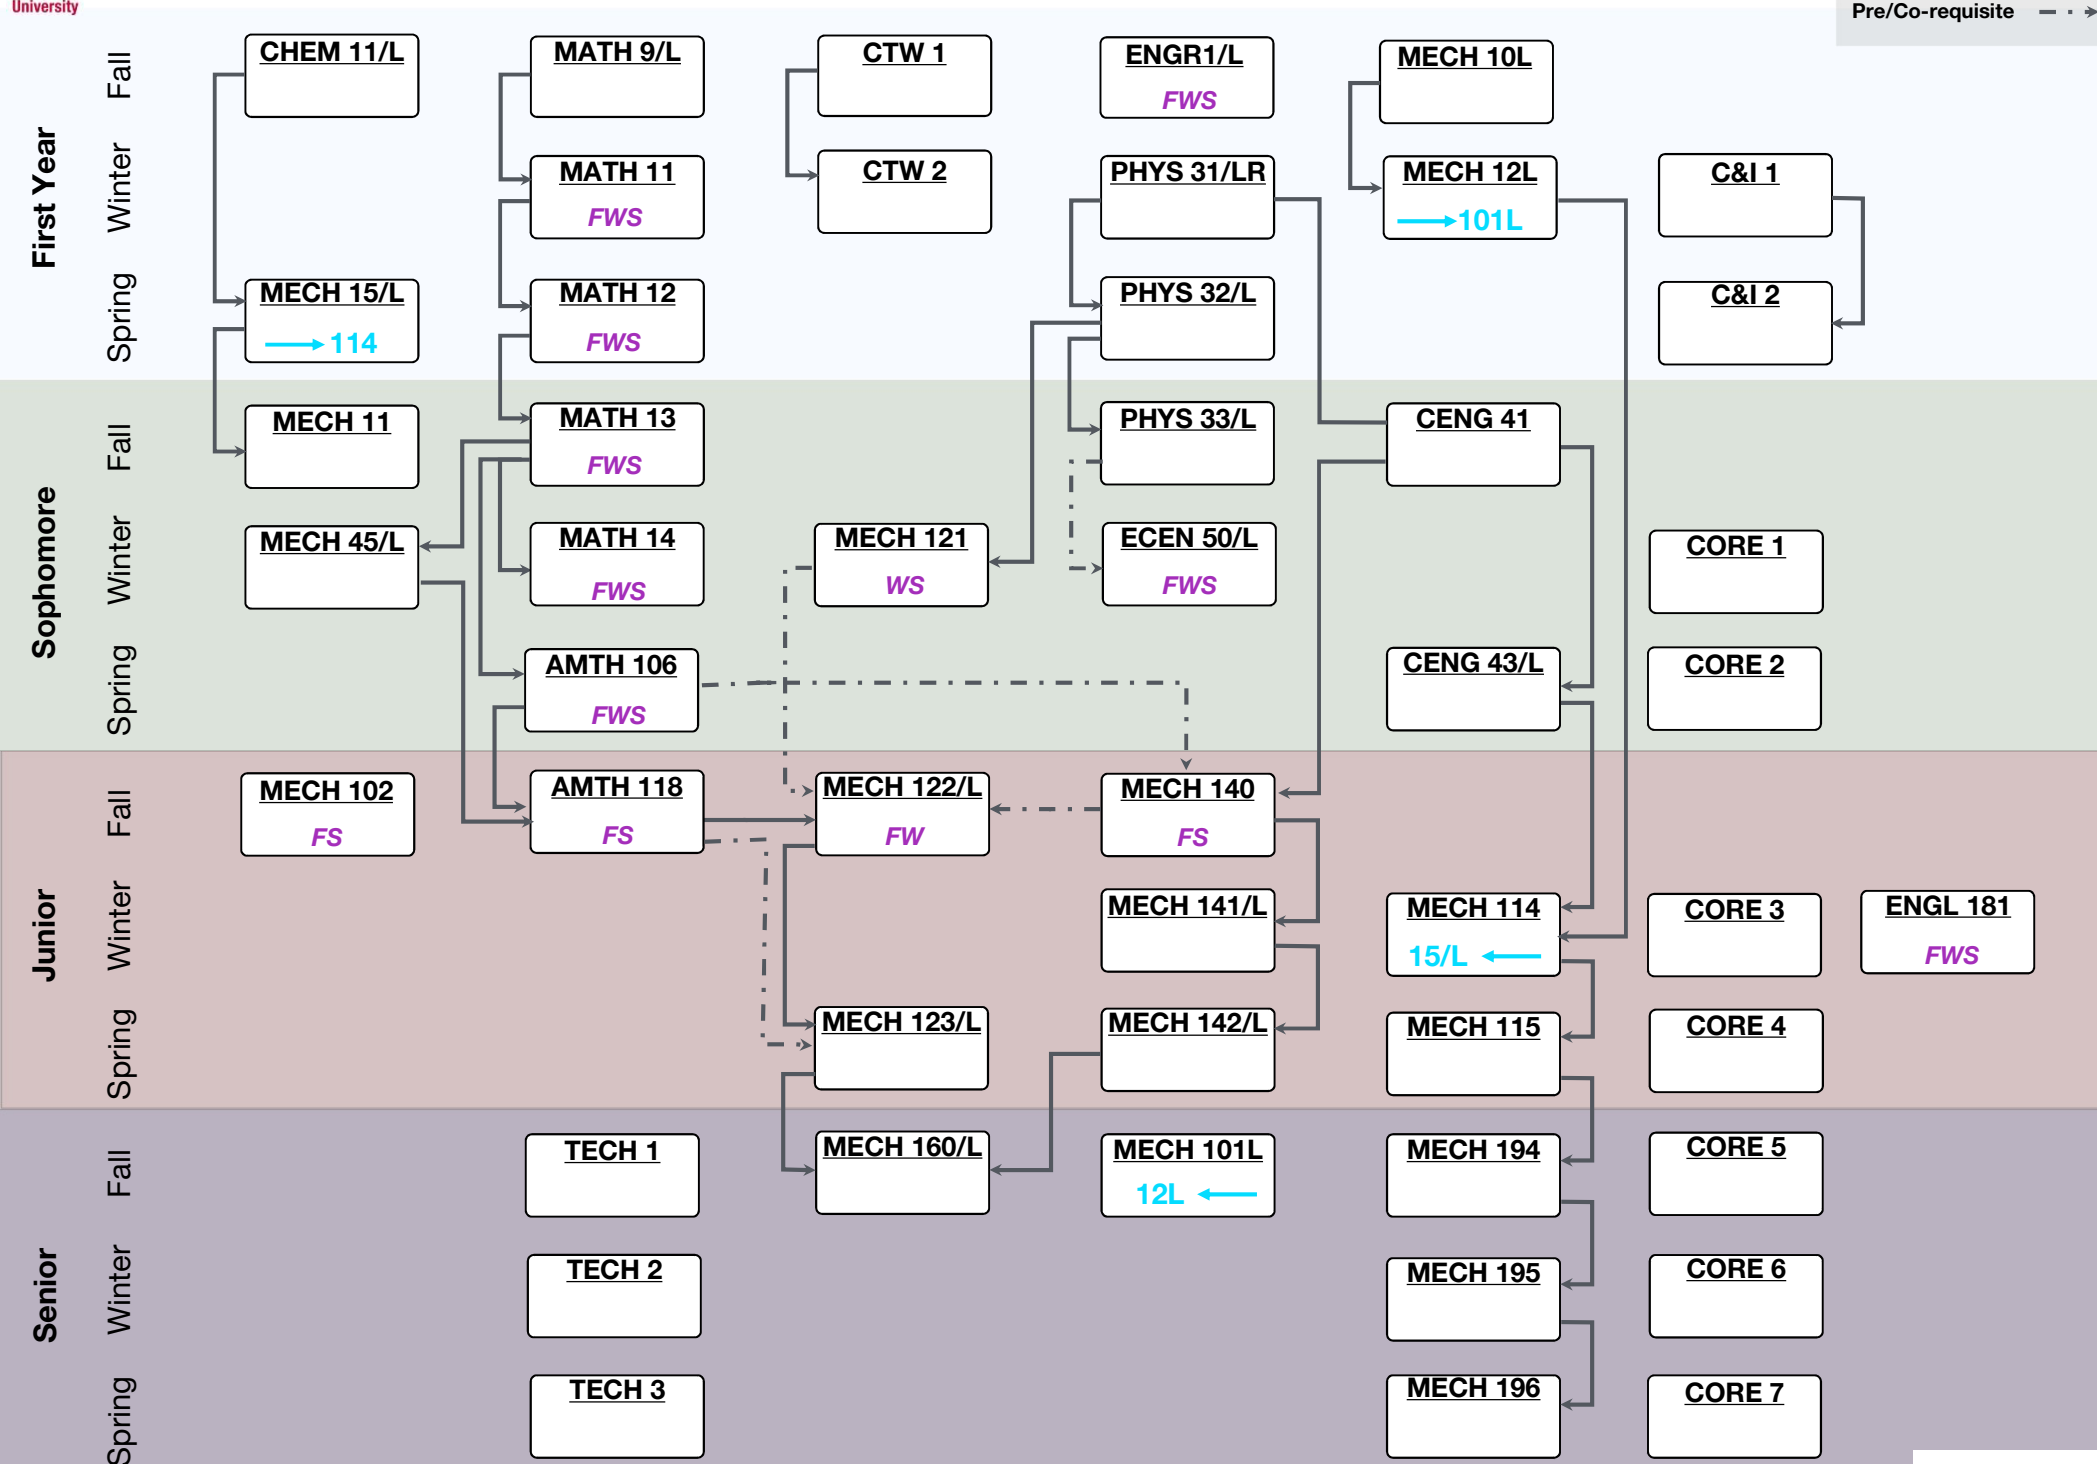 University
Pre/Co-requisite
First Year
Fall
CHEM 11/L
MATH 9/L
CTW 1
ENGR1/L
FWS
MECH 10L
Winter
MATH 11
FWS
CTW 2
PHYS 31/LR
MECH 12L
101L
C&I 1
Spring
MECH 15/L
114
MATH 12
FWS
PHYS 32/L
C&I 2
Sophomore
Fall
MECH 11
MATH 13
FWS
PHYS 33/L
CENG 41
Winter
MECH 45/L
MATH 14
FWS
MECH 121
WS
ECEN 50/L
FWS
CORE 1
Spring
AMTH 106
FWS
CENG 43/L
CORE 2
Junior
Fall
MECH 102
FS
AMTH 118
FS
MECH 122/L
FW
MECH 140
FS
Winter
MECH 141/L
MECH 114
15/L
CORE 3
ENGL 181
FWS
Spring
MECH 123/L
MECH 142/L
MECH 115
CORE 4
Senior
Fall
TECH 1
MECH 160/L
MECH 101L
12L
MECH 194
CORE 5
Winter
TECH 2
MECH 195
CORE 6
Spring
TECH 3
MECH 196
CORE 7